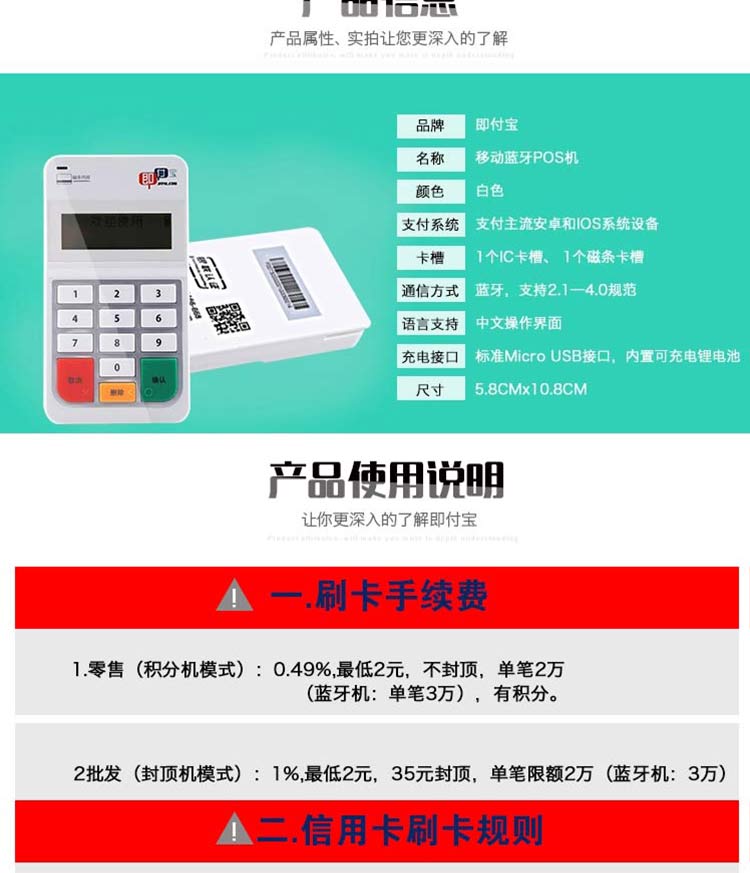 产品信息
产品属性、实拍让您更深入的了解
Product attributes, will make you more in depth understanding
品牌 即付宝
名称 移动蓝牙POS机
颜色 白色
支付系统 支付主流安卓和IOS系统设备
卡槽 1个IC卡槽、 1个磁条卡槽
通信方式 蓝牙，支持2.1—4.0规范
语言支持 中文操作界面
充电接口 标准Micro USB接口，内置可充电锂电池
尺寸 5.8CMx10.8CM
即付宝
欢迎使用
1 2 3
4 5 6
7 8 9
0
取消 删除 确认
产品使用说明
让你更深入的了解即付宝
Product attributes, will make you more in depth understanding
一.刷卡手续费
1.零售（积分机模式）：0.49%,最低2元，不封顶，单笔2万
（蓝牙机：单笔3万），有积分。
2批发（封顶机模式）：1%,最低2元，35元封顶，单笔限额2万（蓝牙机：3万）
二.信用卡刷卡规则